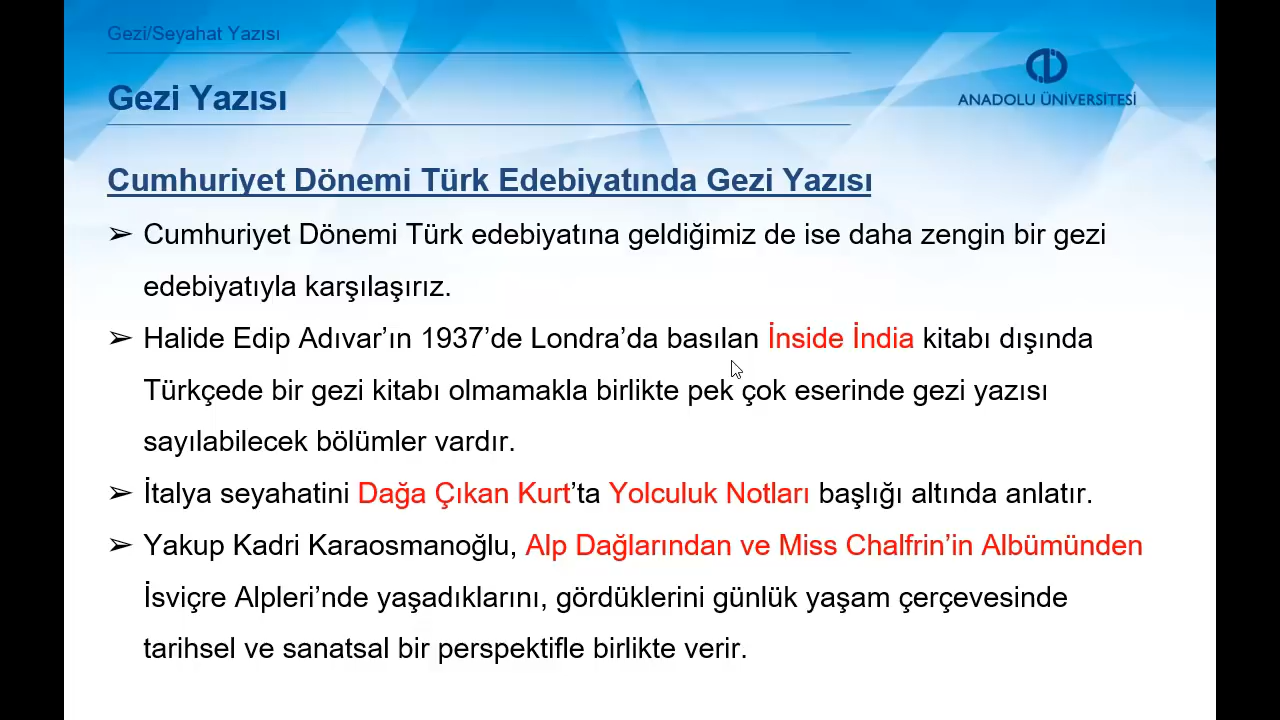 Gezi/Seyahat Yazısı
Gezi Yazısı
ANADOLU ÜNİVERSİTESİ
Cumhuriyet Dönemi Türk Edebiyatında Gezi Yazısı
➢ Cumhuriyet Dönemi Türk edebiyatına geldiğimiz de ise daha zengin bir gezi
edebiyatıyla karşılaşırız.
➢ Halide Edip Adıvar’ın 1937’de Londra’da basılan İnside İndia kitabı dışında
Türkçede bir gezi kitabı olmamakla birlikte pek çok eserinde gezi yazısı
sayılabilecek bölümler vardır.
➢ İtalya seyahatini Dağa Çıkan Kurt’ta Yolculuk Notları başlığı altında anlatır.
➢ Yakup Kadri Karaosmanoğlu, Alp Dağlarından ve Miss Chalfrin’in Albümünden
İsviçre Alpleri’nde yaşadıklarını, gördüklerini günlük yaşam çerçevesinde
tarihsel ve sanatsal bir perspektifle birlikte verir.